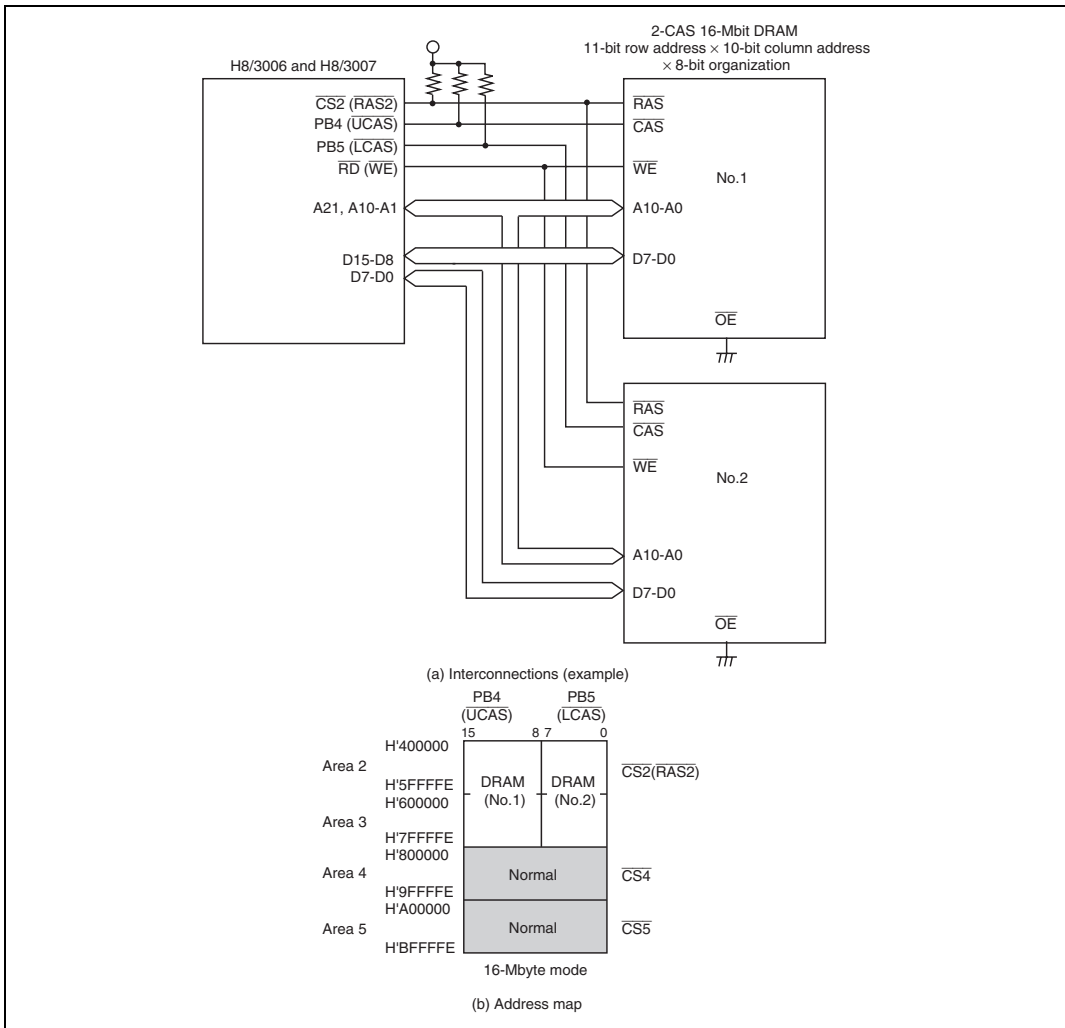 2-CAS 16-Mbit DRAM
11-bit row address × 10-bit column address
× 8-bit organization
H8/3006 and H8/3007
CS2 (RAS2)
PB4 (UCAS)
PB5 (LCAS)
RD (WE)
A21, A10-A1
D15-D8
D7-D0
RAS
CAS
WE
No.1
A10-A0
D7-D0
OE
RAS
CAS
WE
No.2
A10-A0
D7-D0
OE
(a) Interconnections (example)
PB4
(UCAS)
PB5
(LCAS)
15 8 7 0
Area 2
H'400000
H'5FFFFE
Area 3
H'600000
H'7FFFFE
Area 4
H'800000
H'9FFFFE
Area 5
H'A00000
H'BFFFFE
DRAM
(No.1)
DRAM
(No.2)
CS2(RAS2)
Normal
CS4
Normal
CS5
16-Mbyte mode
(b) Address map